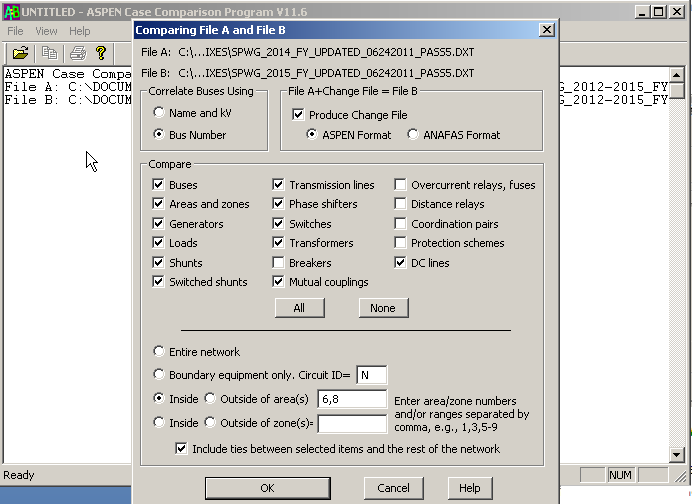 UNTITLED - ASPEN Case Comparison Program V11.6
File View Help
ASPEN Case Compa
File A: C:\DOCUM
File B: C:\DOCUM
G_2012-2015_FY
G_2012-2015_FY
Comparing File A and File B
File A: C:\...IXES\SPWG_2014_FY_UPDATED_06242011_PASS5.DXT
File B: C:\...IXES\SPWG_2015_FY_UPDATED_06242011_PASS5.DXT
Correlate Buses Using
Name and kV
Bus Number
File A+Change File = File B
Produce Change File
ASPEN Format ANAFAS Format
Compare
Buses Transmission lines Overcurrent relays, fuses
Areas and zones Phase shifters Distance relays
Generators Switches Coordination pairs
Loads Transformers Protection schemes
Shunts Breakers DC lines
Switched shunts Mutual couplings
All None
Entire network
Boundary equipment only. Circuit ID= N
Inside Outside of area(s) 6,8
Inside Outside of zone(s)=
Enter area/zone numbers
and/or ranges separated by
comma, e.g., 1,3,5-9
Include ties between selected items and the rest of the network
OK Cancel Help
Ready NUM